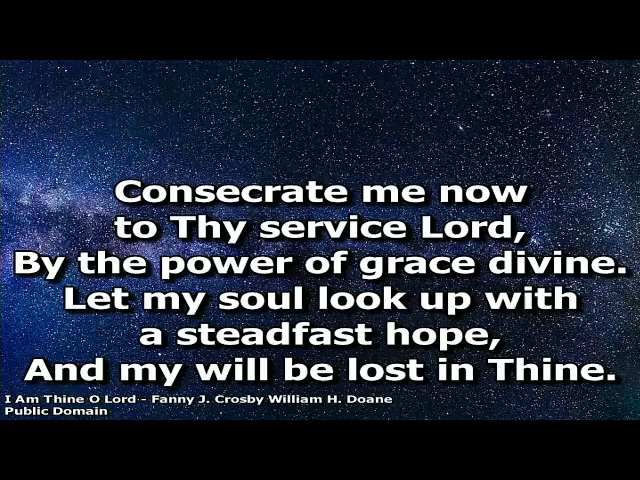 Consecrate me now
to Thy service Lord,
By the power of grace divine.
Let my soul look up with
a steadfast hope,
And my will be lost in Thine.
I Am Thine O Lord - Fanny J. Crosby William H. Doane
Public Domain